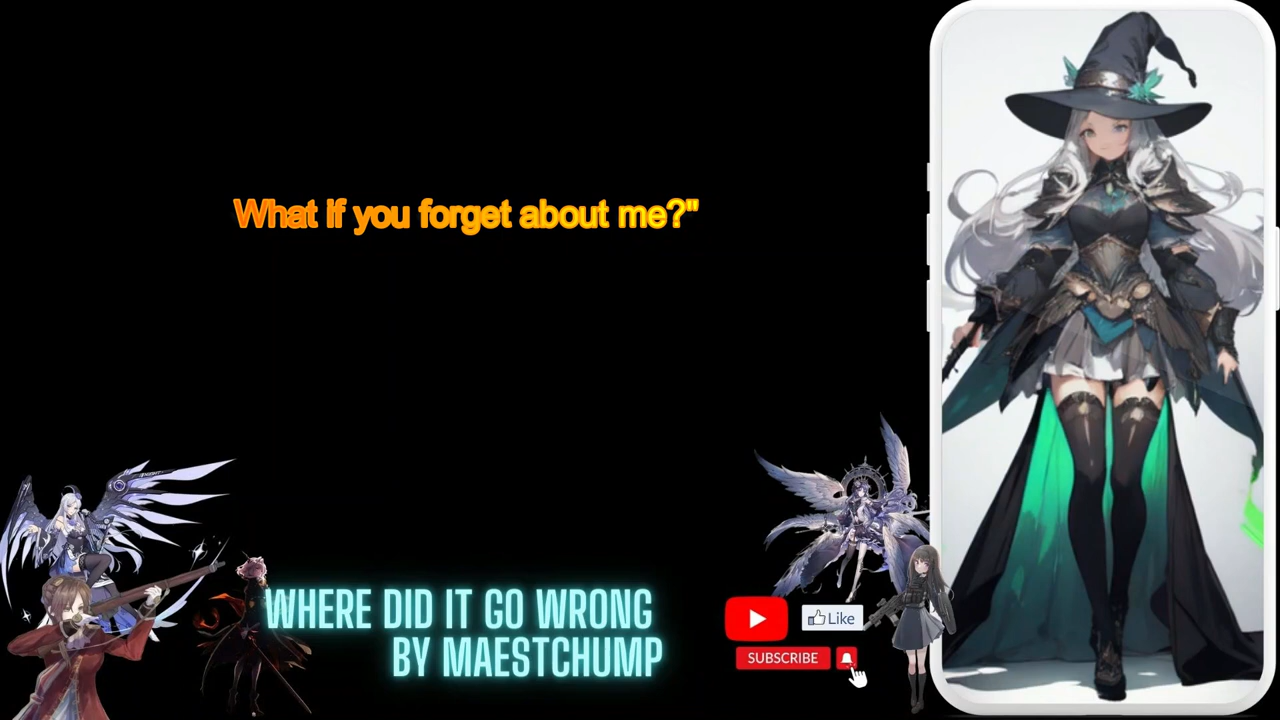 What if you forget about me?"
WHERE DID IT GO WRONG
BY MAESTCHUMP
Like
SUBSCRIBE